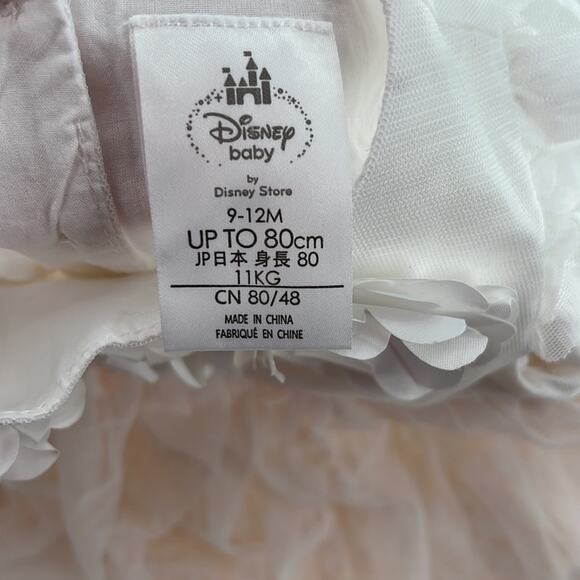 Disney
baby
by
Disney Store
9-12M
UP TO 80cm
JP日本 身長 80
11KG
CN 80/48
MADE IN CHINA
FABRIQUÉ EN CHINE